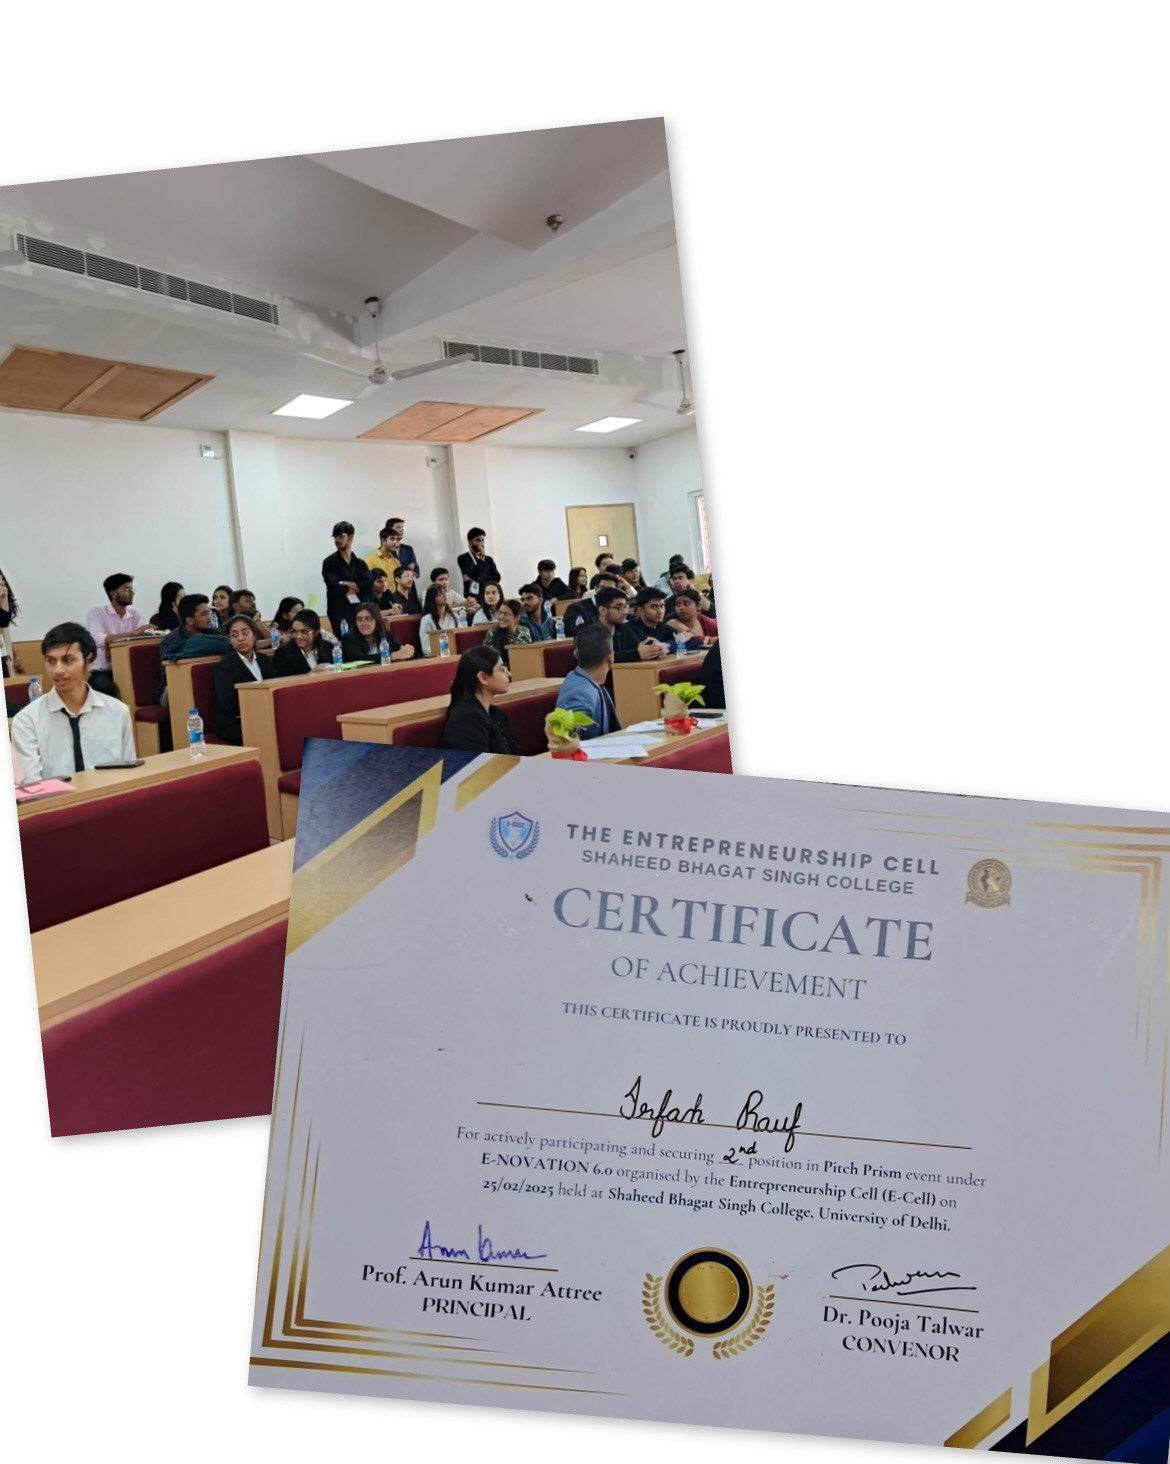 THE ENTREPRENEURSHIP CELL
SHAHEED BHAGAT SINGH COLLEGE
CERTIFICATE
OF ACHIEVEMENT
THIS CERTIFICATE IS PROUDLY PRESENTED TO
Irfah Rauf
For actively participating and securing 2nd position in Pitch Prism event under
E-NOVATION 6.0 organised by the Entrepreneurship Cell (E-Cell) on
25/02/2025 held at Shaheed Bhagat Singh College, University of Delhi.
Arun Kumar
Prof. Arun Kumar Attree
PRINCIPAL
Talwar
Dr. Pooja Talwar
CONVENOR